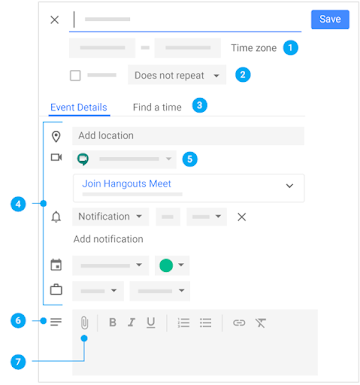 Save
Time zone 1
Does not repeat 2
Event Details Find a time 3
Add location
5
Join Hangouts Meet
4
Notification
Add notification
6
B I U
7